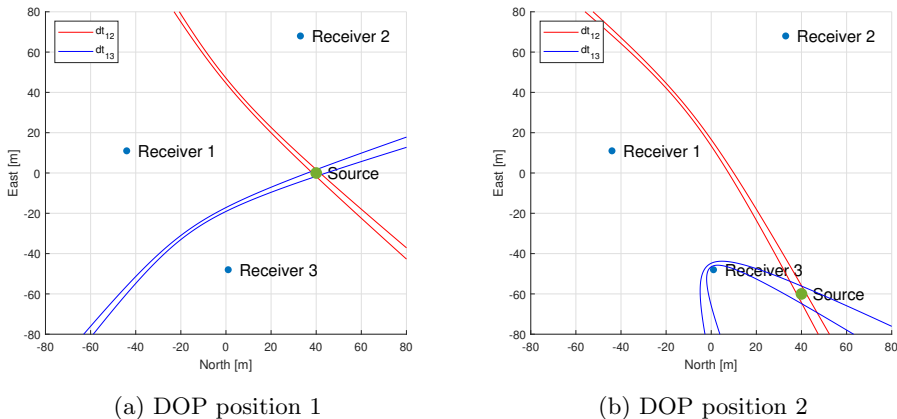 80
60
40
20
0
-20
-40
-60
-80
East [m]
-80 -60 -40 -20 0 20 40 60 80
North [m]
dt12
dt13
Receiver 2
Receiver 1
Source
Receiver 3
(a) DOP position 1
80
60
40
20
0
-20
-40
-60
-80
East [m]
-80 -60 -40 -20 0 20 40 60 80
North [m]
dt12
dt13
Receiver 2
Receiver 1
Receiver 3
Source
(b) DOP position 2